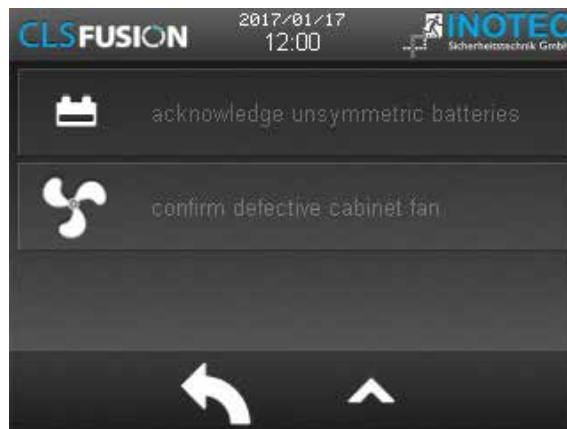 CLSFUSION
2017/01/17
12:00
INOTEC
Sicherheitstechnik GmbH
acknowledge unsymmetric batteries
confirm defective cabinet fan